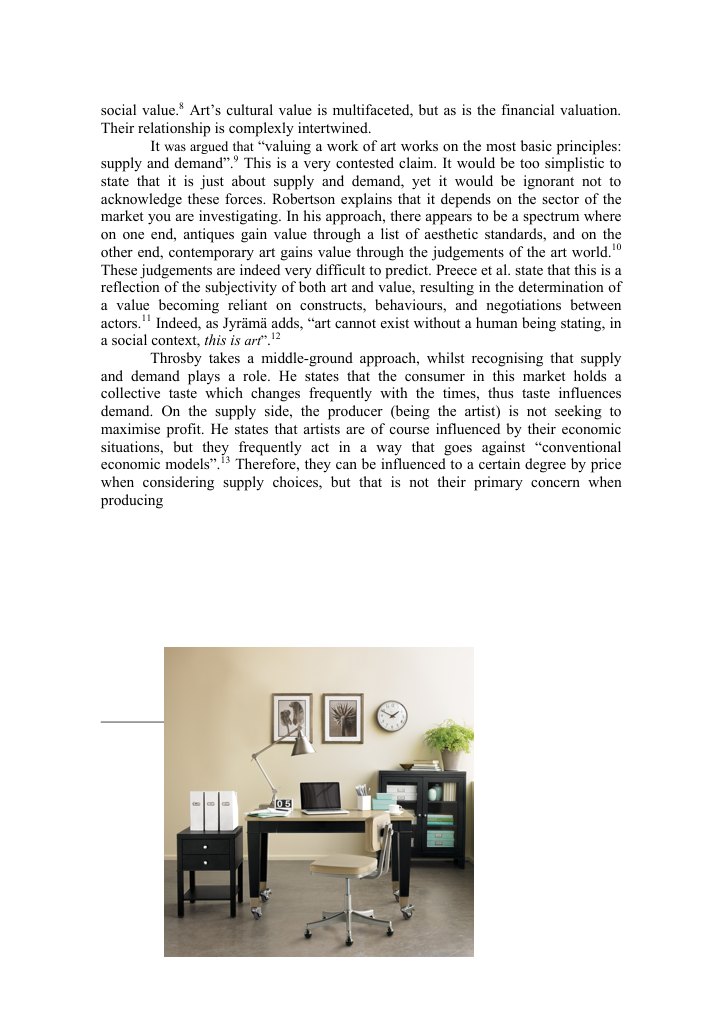 social value.8 Art’s cultural value is multifaceted, but as is the financial valuation.
Their relationship is complexly intertwined.
It was argued that “valuing a work of art works on the most basic principles:
supply and demand”.9 This is a very contested claim. It would be too simplistic to
state that it is just about supply and demand, yet it would be ignorant not to
acknowledge these forces. Robertson explains that it depends on the sector of the
market you are investigating. In his approach, there appears to be a spectrum where
on one end, antiques gain value through a list of aesthetic standards, and on the
other end, contemporary art gains value through the judgements of the art world.10
These judgements are indeed very difficult to predict. Preece et al. state that this is a
reflection of the subjectivity of both art and value, resulting in the determination of
a value becoming reliant on constructs, behaviours, and negotiations between
actors.11 Indeed, as Jyrämä adds, “art cannot exist without a human being stating, in
a social context, this is art”.12
Throsby takes a middle-ground approach, whilst recognising that supply
and demand plays a role. He states that the consumer in this market holds a
collective taste which changes frequently with the times, thus taste influences
demand. On the supply side, the producer (being the artist) is not seeking to
maximise profit. He states that artists are of course influenced by their economic
situations, but they frequently act in a way that goes against “conventional
economic models”.13 Therefore, they can be influenced to a certain degree by price
when considering supply choices, but that is not their primary concern when
producing
05